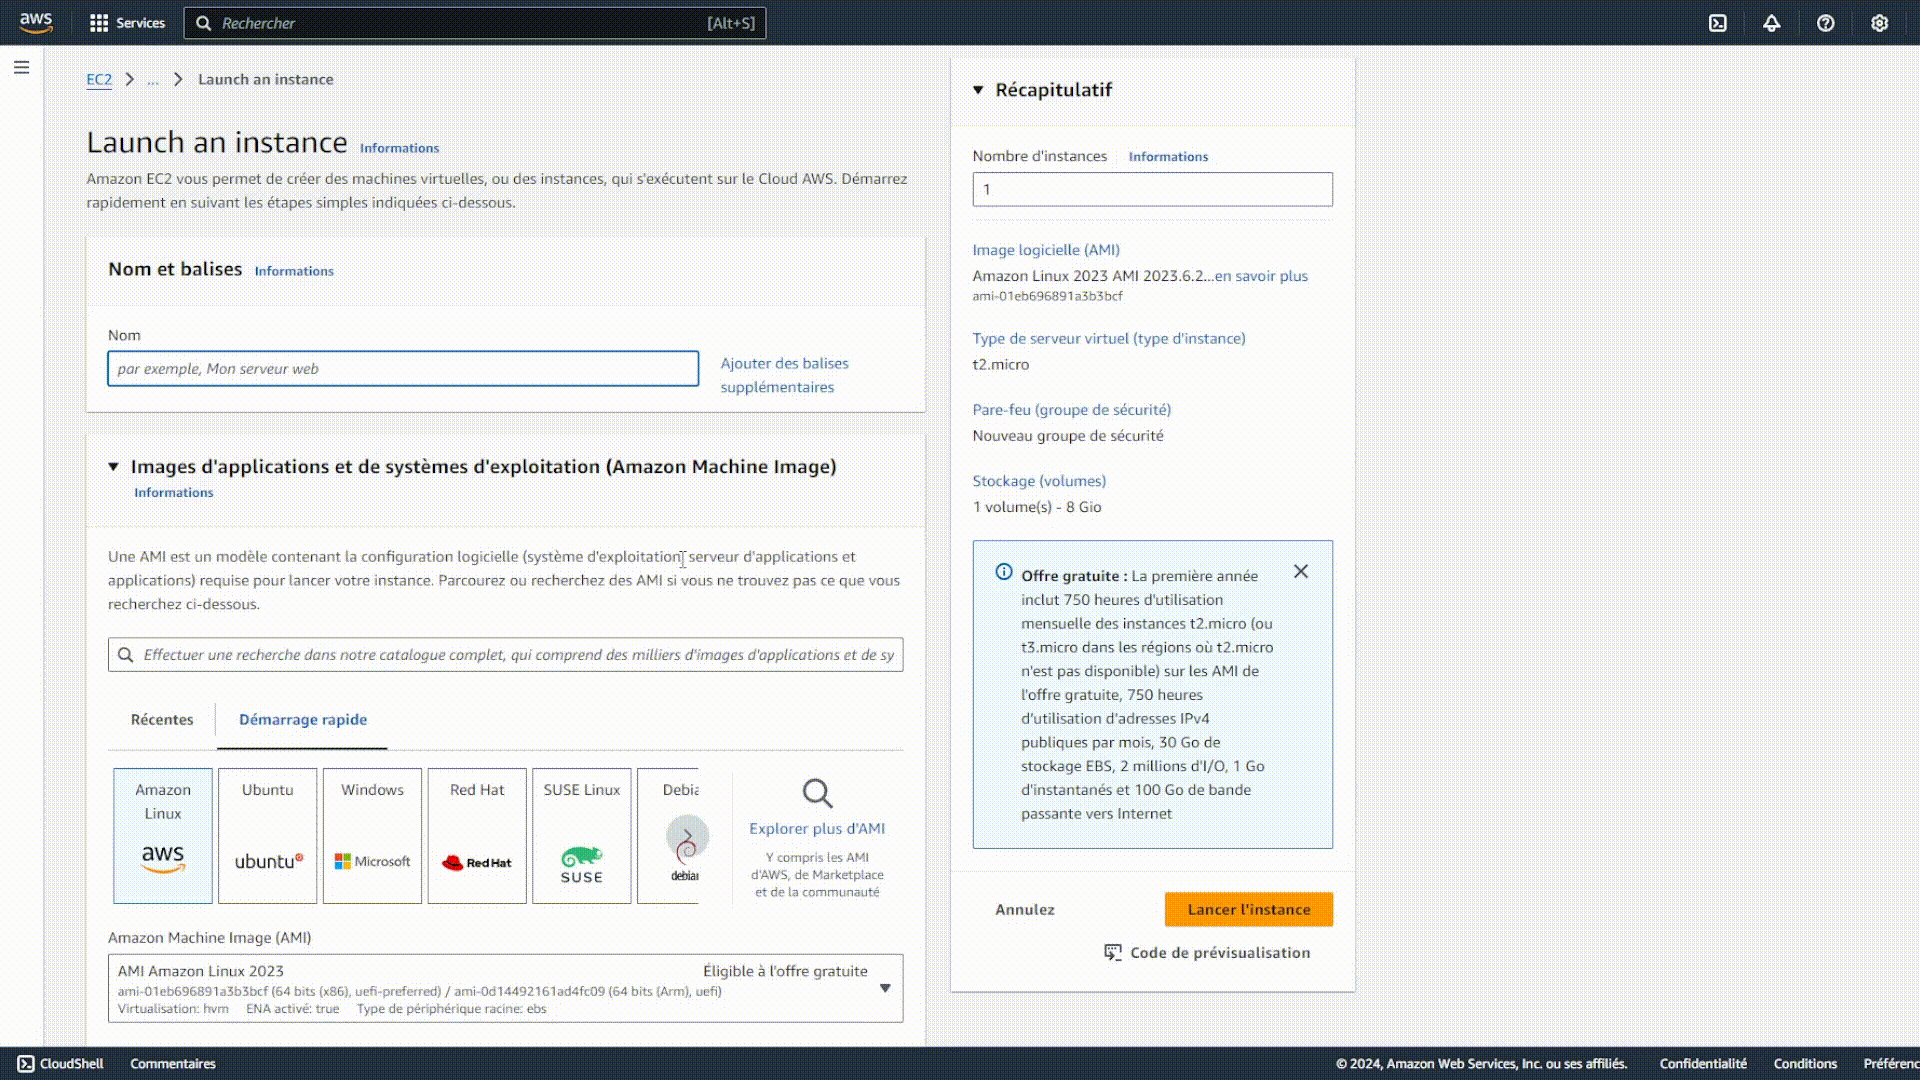 aws
Services
Rechercher
[Alt+S]
EC2 > ... > Launch an instance
Launch an instance Informations
Amazon EC2 vous permet de créer des machines virtuelles, ou des instances, qui s'exécutent sur le Cloud AWS. Démarrez
rapidement en suivant les étapes simples indiquées ci-dessous.
Nom et balises Informations
Nom
par exemple, Mon serveur web
Ajouter des balises
supplémentaires
Images d'applications et de systèmes d'exploitation (Amazon Machine Image)
Informations
Une AMI est un modèle contenant la configuration logicielle (système d'exploitation, serveur d'applications et
applications) requise pour lancer votre instance. Parcourez ou recherchez des AMI si vous ne trouvez pas ce que vous
recherchez ci-dessous.
Effectuer une recherche dans notre catalogue complet, qui comprend des milliers d'images d'applications et de sy
Récentes
Démarrage rapide
Amazon
Linux
aws
Ubuntu
ubuntu
Windows
Microsoft
Red Hat
Red Hat
SUSE Linux
SUSE
Debia
debian
Explorer plus d'AMI
Y compris les AMI
d'AWS, de Marketplace
et de la communauté
Amazon Machine Image (AMI)
AMI Amazon Linux 2023
Éligible à l'offre gratuite
ami-01eb696891a3b3bcf (64 bits (x86), uefi-preferred) / ami-0d14492161ad4fc09 (64 bits (Arm), uefi)
Virtualisation: hvm ENA activé: true Type de périphérique racine: ebs
Récapitulatif
Nombre d'instances Informations
1
Image logicielle (AMI)
Amazon Linux 2023 AMI 2023.6.2...en savoir plus
ami-01eb696891a3b3bcf
Type de serveur virtuel (type d'instance)
t2.micro
Pare-feu (groupe de sécurité)
Nouveau groupe de sécurité
Stockage (volumes)
1 volume(s) - 8 Gio
Offre gratuite : La première année
inclut 750 heures d'utilisation
mensuelle des instances t2.micro (ou
t3.micro dans les régions où t2.micro
n'est pas disponible) sur les AMI de
l'offre gratuite, 750 heures
d'utilisation d'adresses IPv4
publiques par mois, 30 Go de
stockage EBS, 2 millions d'I/O, 1 Go
d'instantanés et 100 Go de bande
passante vers Internet
Annulez
Lancer l'instance
Code de prévisualisation
CloudShell
Commentaires
© 2024, Amazon Web Services, Inc. ou ses affiliés.
Confidentialité
Conditions
Préférenc